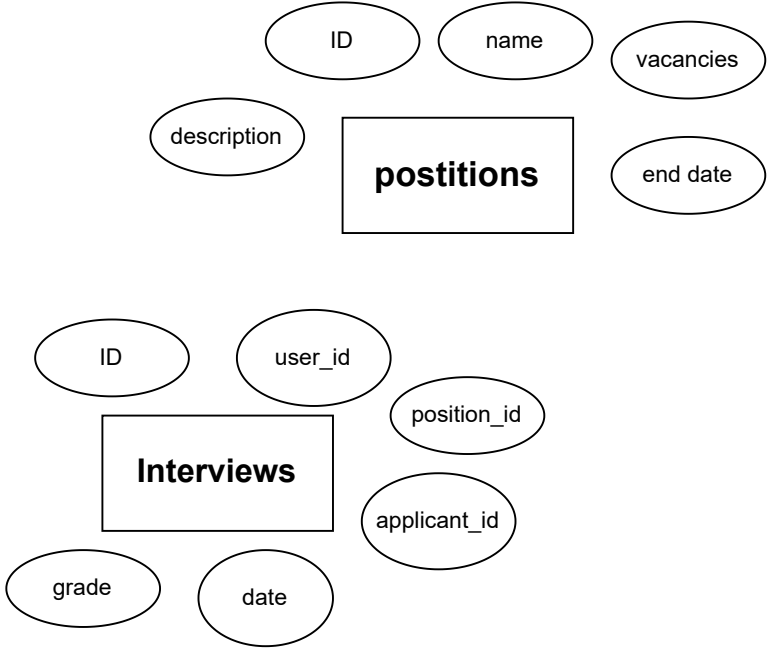 ID
name
vacancies
description
postitions
end date
ID
user_id
position_id
Interviews
applicant_id
grade
date